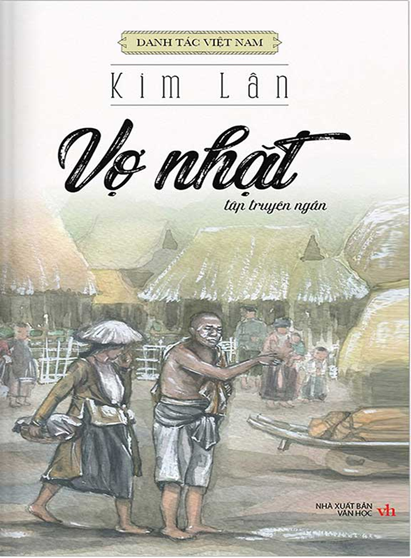 DANH TÁC VIỆT NAM
Kim Lân
Vợ nhặt
tập truyện ngắn
NHÀ XUẤT BẢN
VĂN HỌC vh